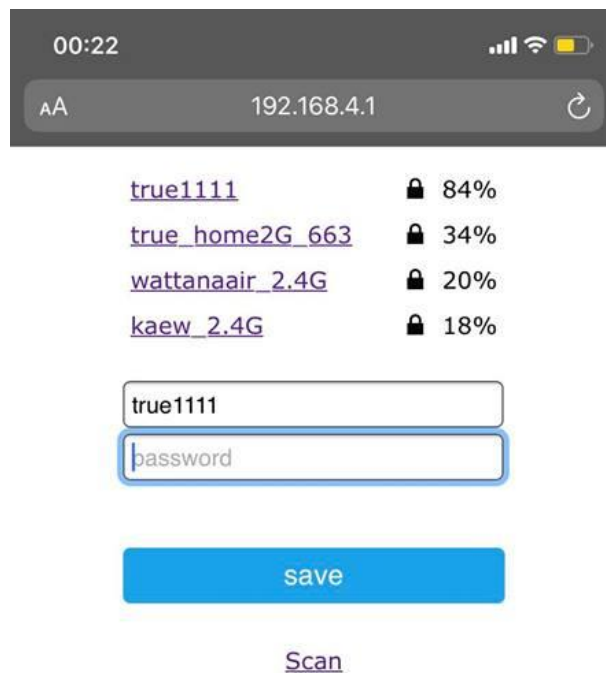 00:22
AA 192.168.4.1
true1111 84%
true_home2G_663 34%
wattanaair_2.4G 20%
kaew_2.4G 18%
true1111
password
save
Scan